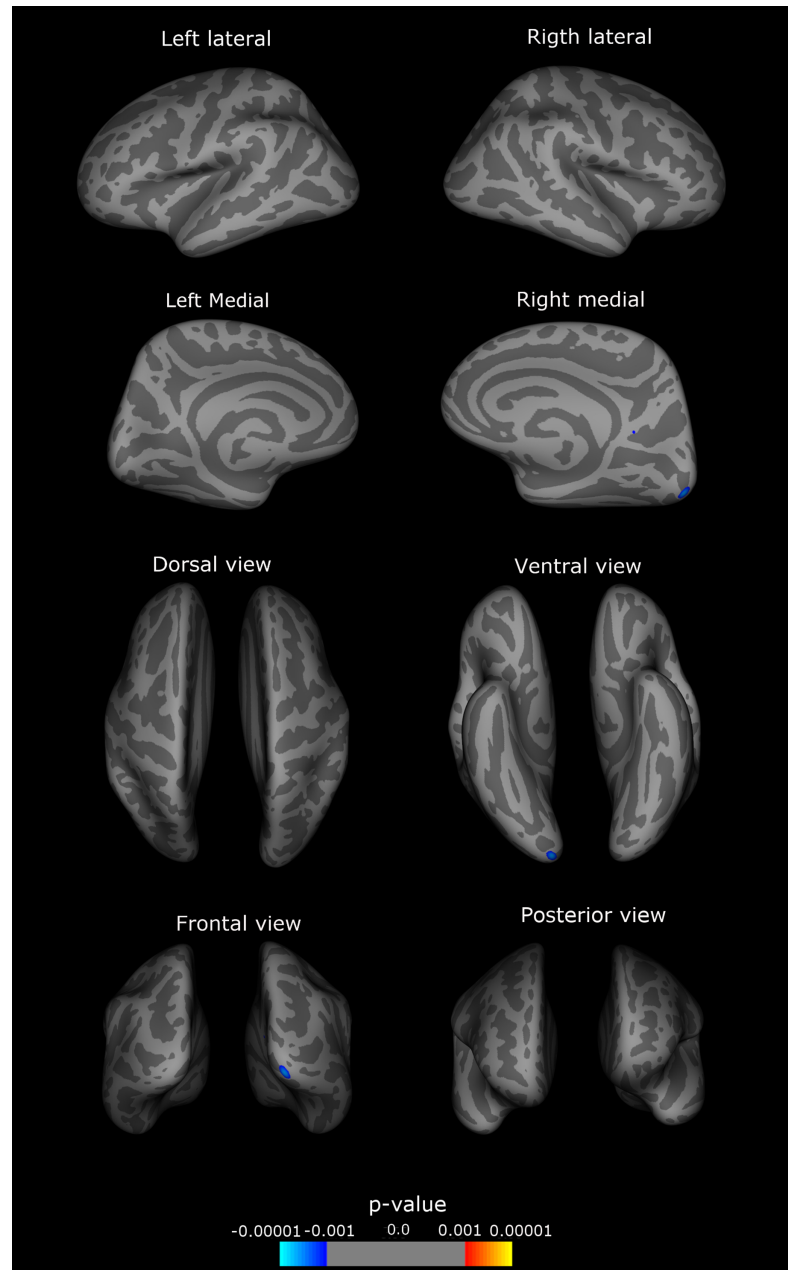 Left lateral
Rigth lateral
Left Medial
Right medial
Dorsal view
Ventral view
Frontal view
Posterior view
p-value
-0.00001 -0.001 0.0 0.001 0.00001